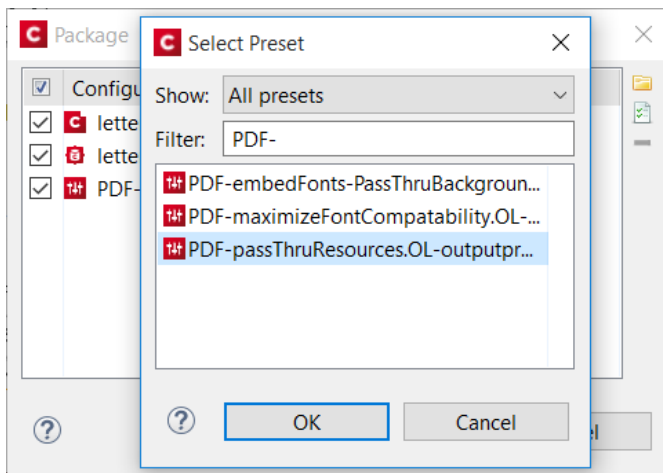 Package
Select Preset
Configu
Show: All presets
Filter: PDF-
lette
lette
PDF-
PDF-embedFonts-PassThruBackgroun...
PDF-maximizeFontCompatability.OL-...
PDF-passThruResources.OL-outputpr...
OK
Cancel
el